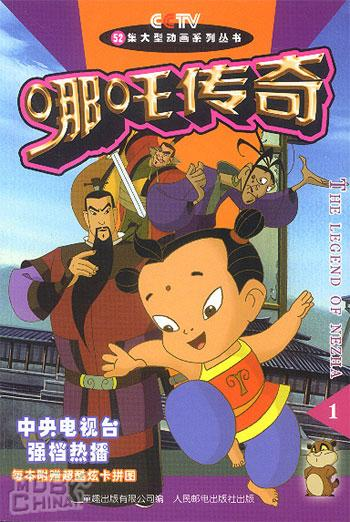 CCTV
52集大型动画系列丛书
哪吒传奇
THE LEGEND OF NEZHA
1
中央电视台
强档热播
每本附赠超酷炫卡拼图
童趣出版有限公司编 人民邮电出版社出版